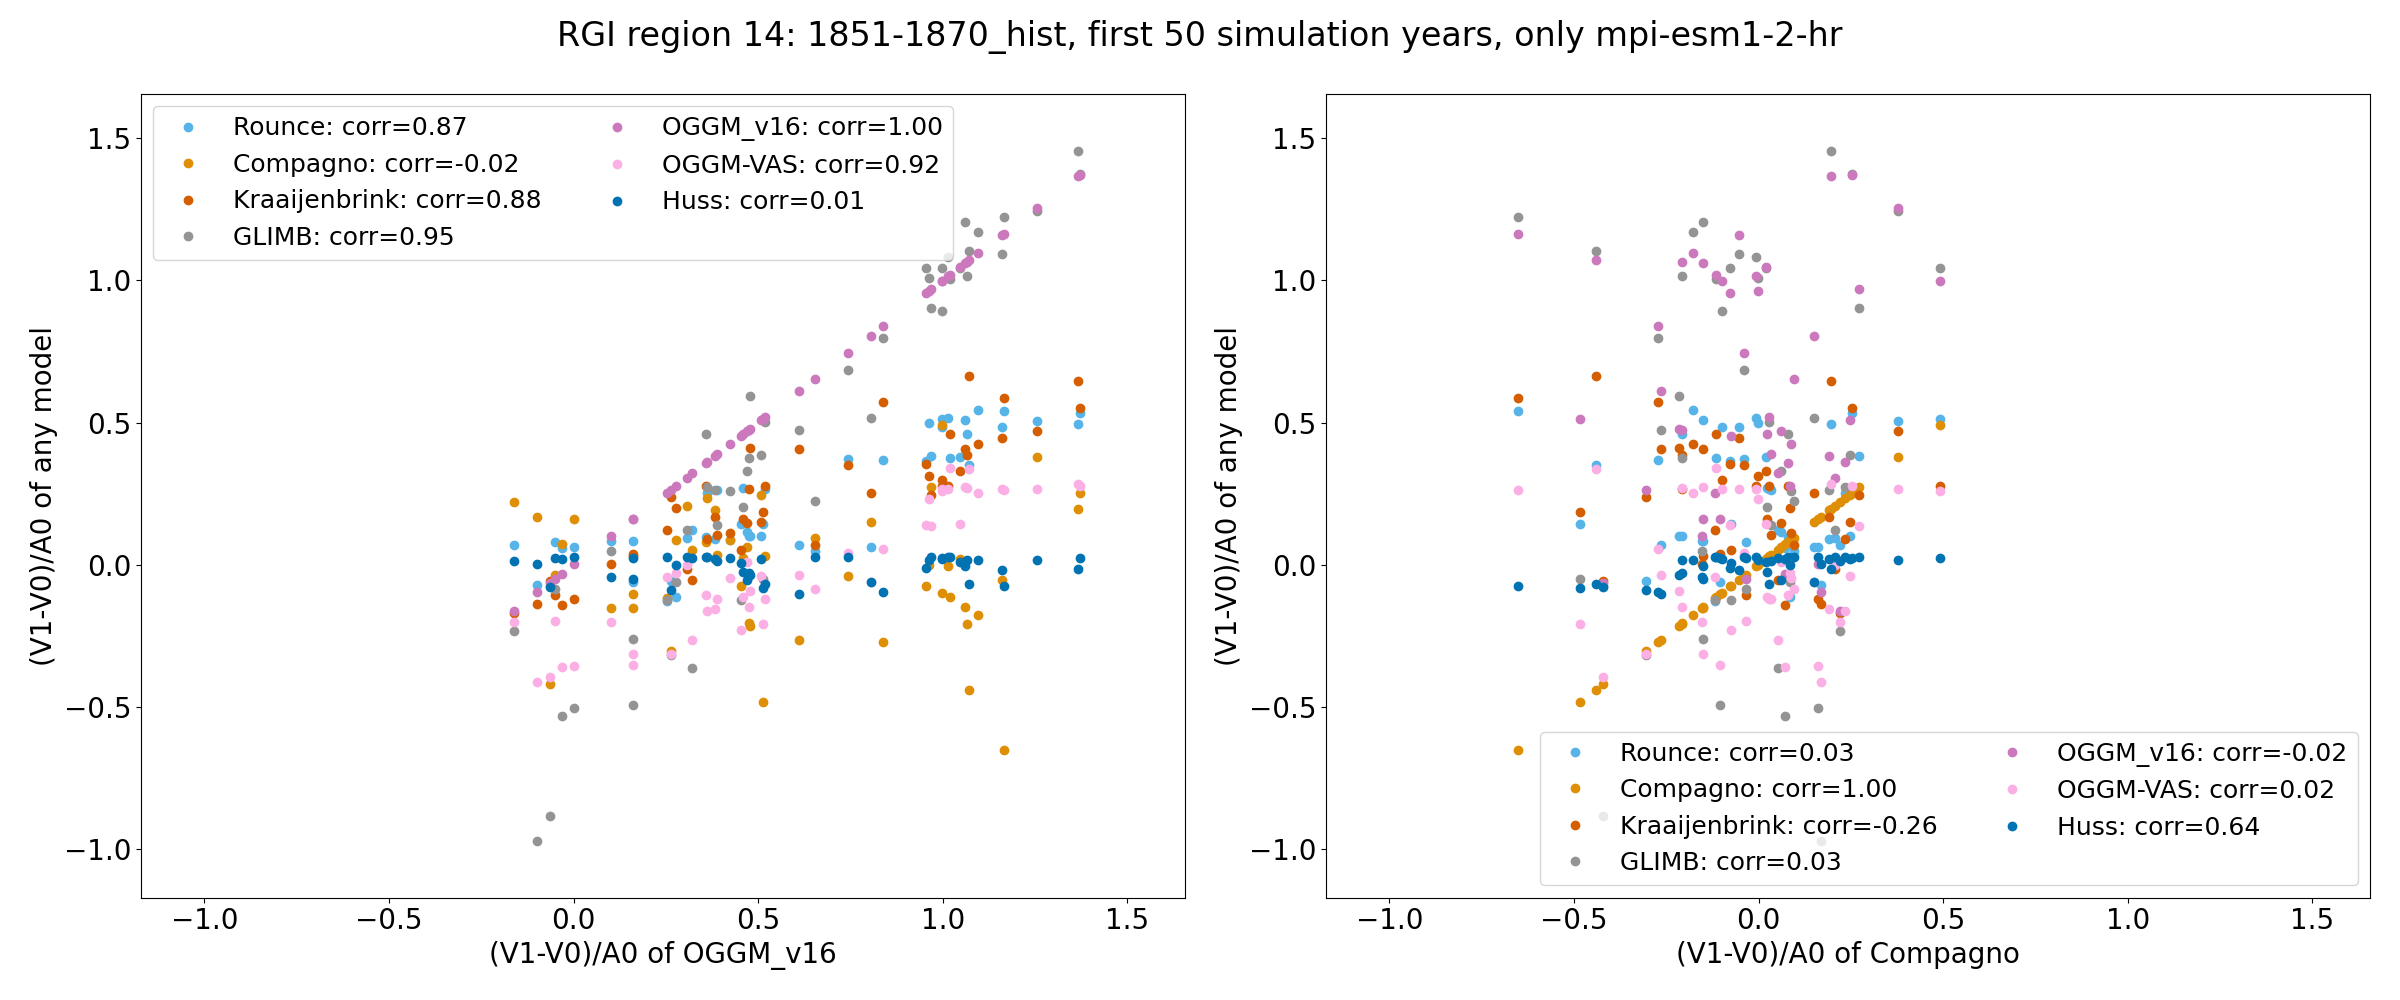 RGI region 14: 1851-1870_hist, first 50 simulation years, only mpi-esm1-2-hr
Rounce: corr=0.87
Compagno: corr=-0.02
Kraaijenbrink: corr=0.88
GLIMB: corr=0.95
OGGM_v16: corr=1.00
OGGM-VAS: corr=0.92
Huss: corr=0.01
1.5
1.0
0.5
0.0
−0.5
−1.0
(V1-V0)/A0 of any model
−1.0 −0.5 0.0 0.5 1.0 1.5
(V1-V0)/A0 of OGGM_v16
1.5
1.0
0.5
0.0
−0.5
−1.0
(V1-V0)/A0 of any model
Rounce: corr=0.03
Compagno: corr=1.00
Kraaijenbrink: corr=-0.26
GLIMB: corr=0.03
OGGM_v16: corr=-0.02
OGGM-VAS: corr=0.02
Huss: corr=0.64
−1.0 −0.5 0.0 0.5 1.0 1.5
(V1-V0)/A0 of Compagno